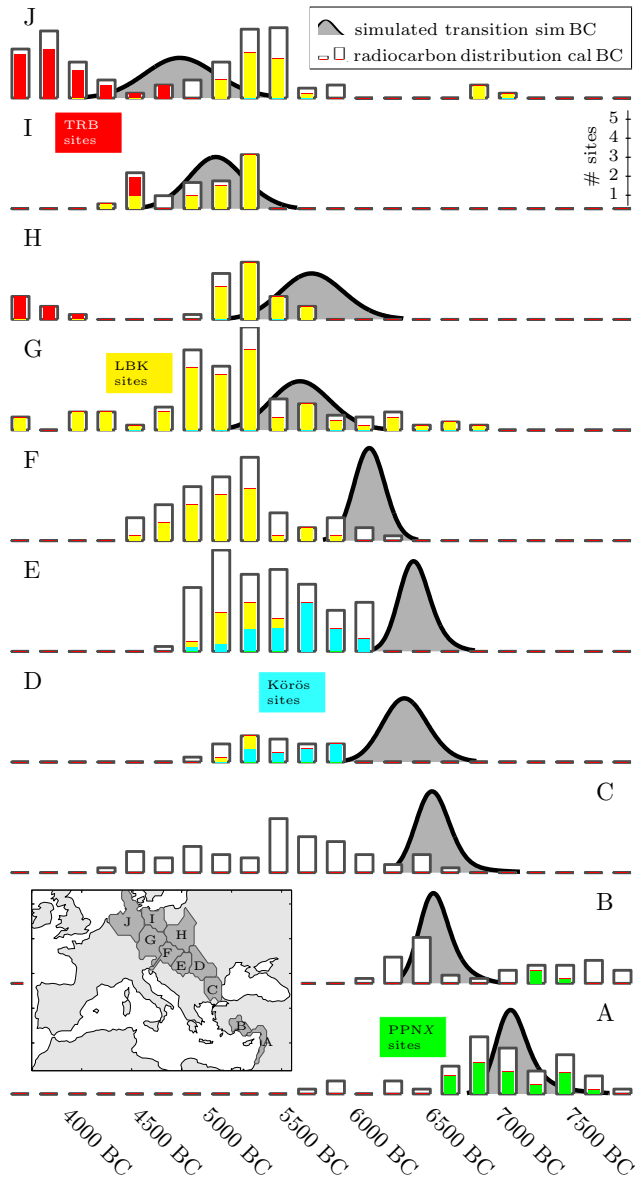 J
simulated transition sim BC
radiocarbon distribution cal BC
I
TRB
sites
# sites
5
4
3
2
1
H
G
LBK
sites
F
E
D
Körös
sites
C
B
A
PPNX
sites
J
I
H
G
F
E
D
C
B
A
4000 BC
4500 BC
5000 BC
5500 BC
6000 BC
6500 BC
7000 BC
7500 BC